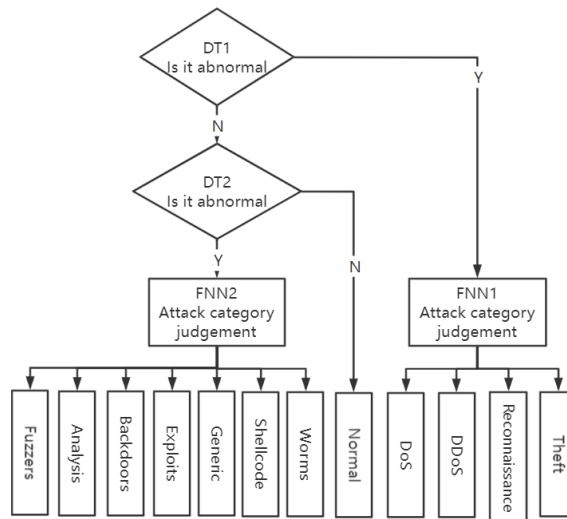 DT1
Is it abnormal
Y
N
DT2
Is it abnormal
Y
N
FNN2
Attack category
judgement
FNN1
Attack category
judgement
Fuzzers
Analysis
Backdoors
Exploits
Generic
Shellcode
Worms
Normal
DoS
DDoS
Reconnaissance
Theft